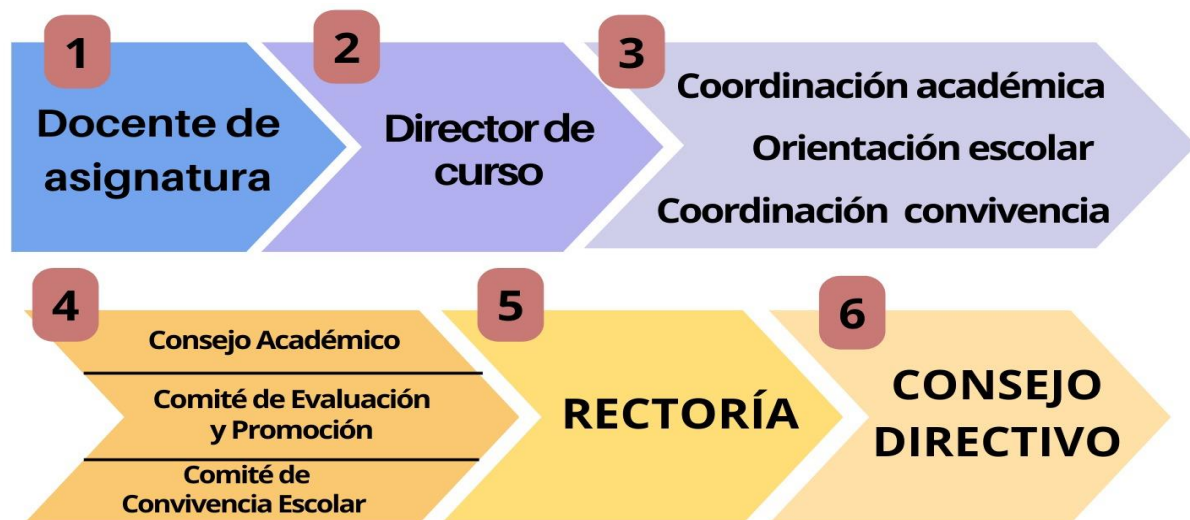 1
Docente de
asignatura
2
Director de
curso
3
Coordinación académica
Orientación escolar
Coordinación convivencia
4
Consejo Académico
Comité de Evaluación
y Promoción
Comité de
Convivencia Escolar
5
RECTORÍA
6
CONSEJO
DIRECTIVO